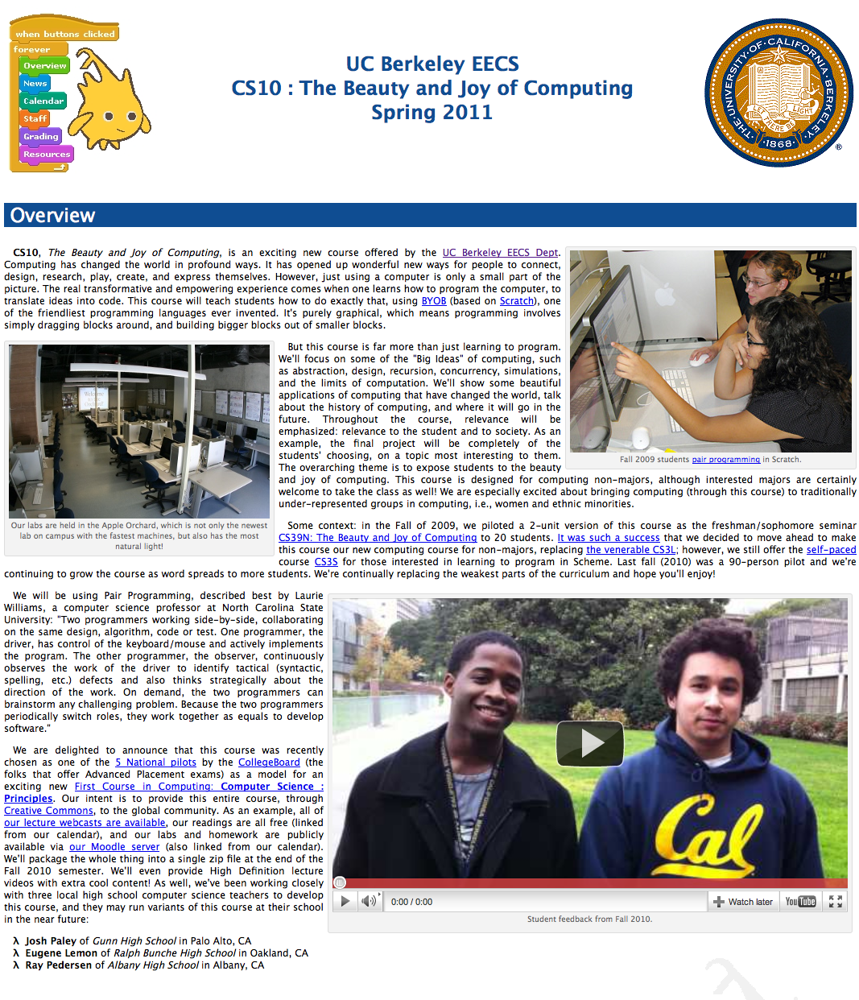 when buttons clicked
forever
Overview
News
Calendar
Staff
Grading
Resources
UC Berkeley EECS
CS10 : The Beauty and Joy of Computing
Spring 2011
THE·UNIVERSITY·OF·CALIFORNIA·BERKELEY
A
LET THERE BE LIGHT
·1868·
®
Overview
CS10, The Beauty and Joy of Computing, is an exciting new course offered by the UC Berkeley EECS Dept.
Computing has changed the world in profound ways. It has opened up wonderful new ways for people to connect,
design, research, play, create, and express themselves. However, just using a computer is only a small part of the
picture. The real transformative and empowering experience comes when one learns how to program the computer, to
translate ideas into code. This course will teach students how to do exactly that, using BYOB (based on Scratch), one
of the friendliest programming languages ever invented. It's purely graphical, which means programming involves
simply dragging blocks around, and building bigger blocks out of smaller blocks.
Fall 2009 students pair programming in Scratch.
Welcome
Our labs are held in the Apple Orchard, which is not only the newest
lab on campus with the fastest machines, but also has the most
natural light!
But this course is far more than just learning to program.
We'll focus on some of the "Big Ideas" of computing, such
as abstraction, design, recursion, concurrency, simulations,
and the limits of computation. We'll show some beautiful
applications of computing that have changed the world, talk
about the history of computing, and where it will go in the
future. Throughout the course, relevance will be
emphasized: relevance to the student and to society. As an
example, the final project will be completely of the
students' choosing, on a topic most interesting to them.
The overarching theme is to expose students to the beauty
and joy of computing. This course is designed for computing non-majors, although interested majors are certainly
welcome to take the class as well! We are especially excited about bringing computing (through this course) to traditionally
under-represented groups in computing, i.e., women and ethnic minorities.
Some context: in the Fall of 2009, we piloted a 2-unit version of this course as the freshman/sophomore seminar
CS39N: The Beauty and Joy of Computing to 20 students. It was such a success that we decided to move ahead to make
this course our new computing course for non-majors, replacing the venerable CS3L; however, we still offer the self-paced
course CS3S for those interested in learning to program in Scheme. Last fall (2010) was a 90-person pilot and we're
continuing to grow the course as word spreads to more students. We're continually replacing the weakest parts of the curriculum and hope you'll enjoy!
We will be using Pair Programming, described best by Laurie
Williams, a computer science professor at North Carolina State
University: "Two programmers working side-by-side, collaborating
on the same design, algorithm, code or test. One programmer, the
driver, has control of the keyboard/mouse and actively implements
the program. The other programmer, the observer, continuously
observes the work of the driver to identify tactical (syntactic,
spelling, etc.) defects and also thinks strategically about the
direction of the work. On demand, the two programmers can
brainstorm any challenging problem. Because the two programmers
periodically switch roles, they work together as equals to develop
software."
We are delighted to announce that this course was recently
chosen as one of the 5 National pilots by the CollegeBoard (the
folks that offer Advanced Placement exams) as a model for an
exciting new First Course in Computing: Computer Science :
Principles. Our intent is to provide this entire course, through
Creative Commons, to the global community. As an example, all of
our lecture webcasts are available, our readings are all free (linked
from our calendar), and our labs and homework are publicly
available via our Moodle server (also linked from our calendar).
We'll package the whole thing into a single zip file at the end of the
Fall 2010 semester. We'll even provide High Definition lecture
videos with extra cool content! As well, we've been working closely
with three local high school computer science teachers to develop
this course, and they may run variants of this course at their school
in the near future:
λ Josh Paley of Gunn High School in Palo Alto, CA
λ Eugene Lemon of Ralph Bunche High School in Oakland, CA
λ Ray Pedersen of Albany High School in Albany, CA
Cal
0:00 / 0:00
Watch later
YouTube
Student feedback from Fall 2010.
λ